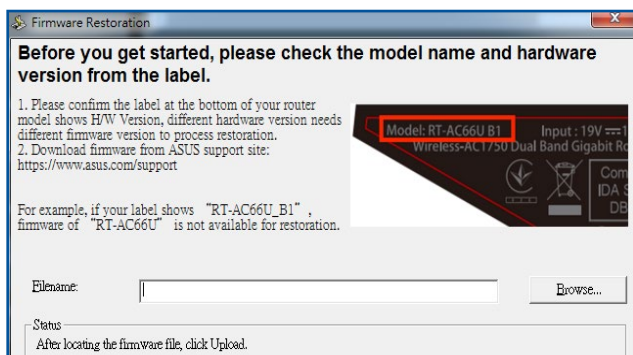 Firmware Restoration
Before you get started, please check the model name and hardware
version from the label.
1. Please confirm the label at the bottom of your router
model shows H/W Version, different hardware version needs
different firmware version to process restoration.
2. Download firmware from ASUS support site:
https://www.asus.com/support
For example, if your label shows “RT-AC66U_B1”,
firmware of “RT-AC66U” is not available for restoration.
Model: RT-AC66U B1 Input : 19V
Wireless-AC1750 Dual Band Gigabit
Com
IDA
DB
Filename:
Browse...
Status
After locating the firmware file, click Upload.